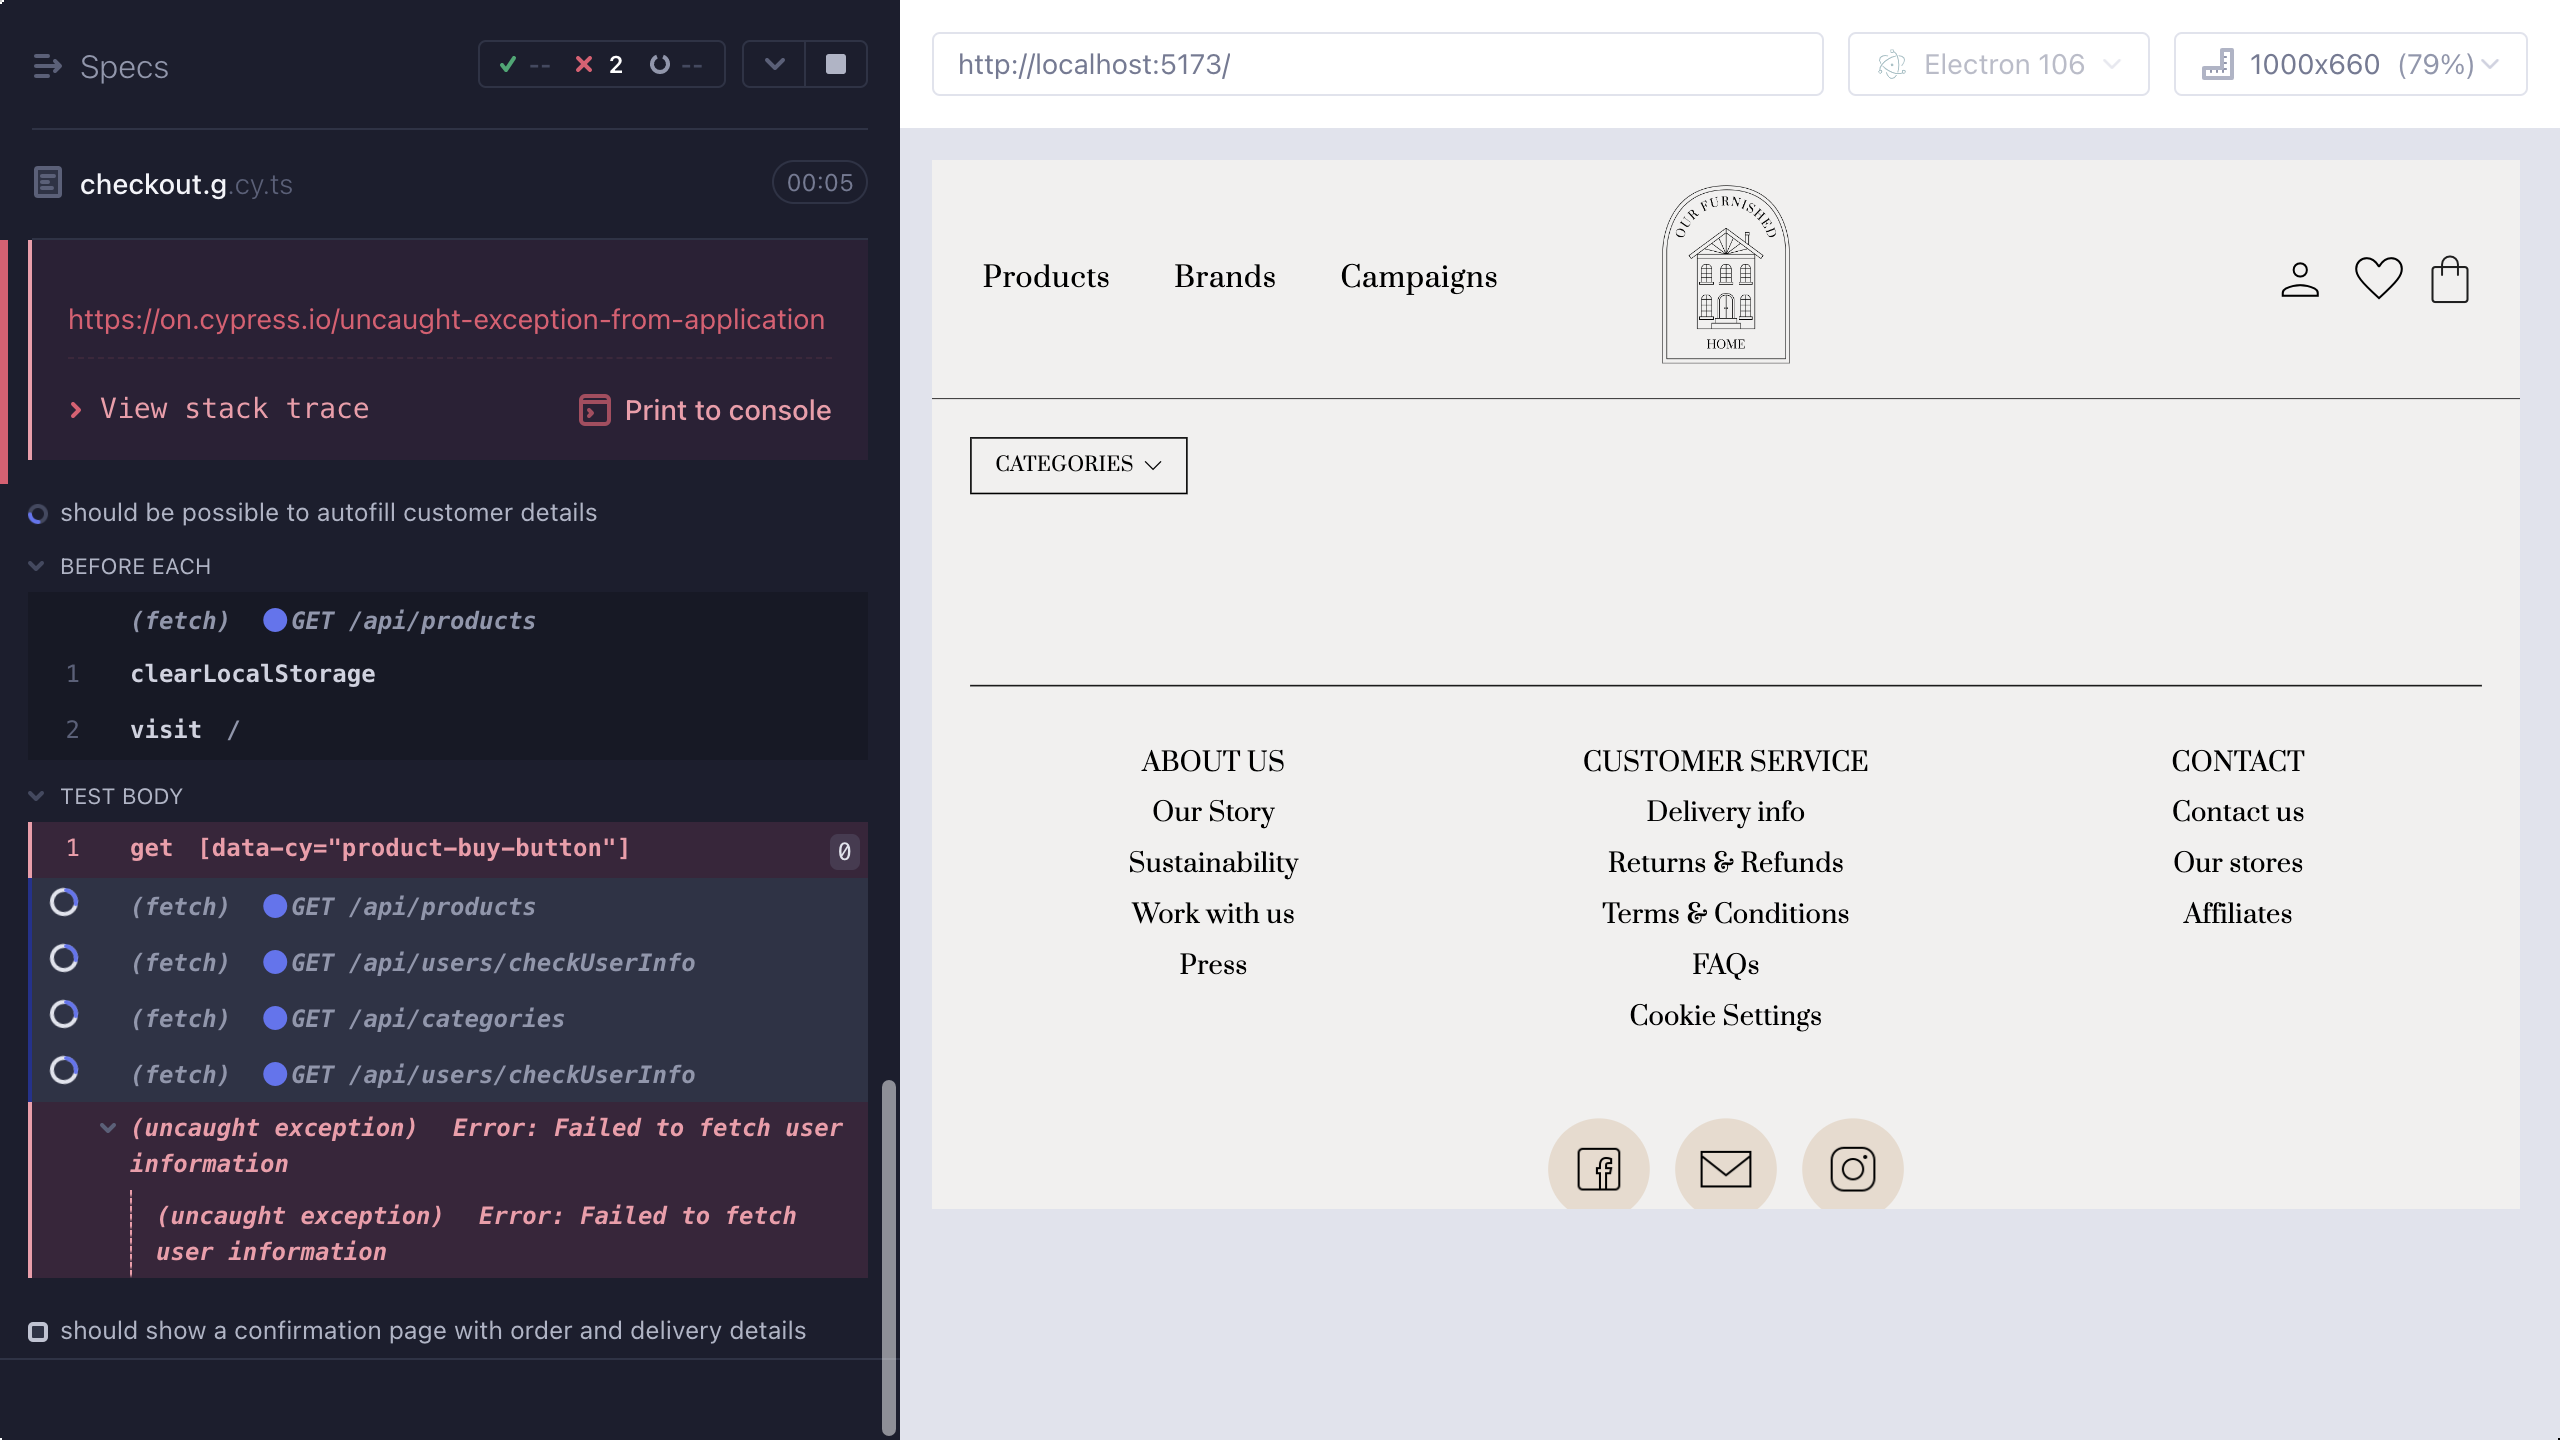 Specs
-- 2 --
checkout.g.cy.ts
00:05
https://on.cypress.io/uncaught-exception-from-application
View stack trace
Print to console
should be possible to autofill customer details
BEFORE EACH
(fetch) GET /api/products
1 clearLocalStorage
2 visit /
TEST BODY
1 get [data-cy="product-buy-button"] 0
(fetch) GET /api/products
(fetch) GET /api/users/checkUserInfo
(fetch) GET /api/categories
(fetch) GET /api/users/checkUserInfo
(uncaught exception) Error: Failed to fetch user
information
(uncaught exception) Error: Failed to fetch
user information
should show a confirmation page with order and delivery details
http://localhost:5173/
Electron 106
1000x660 (79%)
Products
Brands
Campaigns
OUR FURNISHED
HOME
CATEGORIES
ABOUT US
Our Story
Sustainability
Work with us
Press
CUSTOMER SERVICE
Delivery info
Returns & Refunds
Terms & Conditions
FAQs
Cookie Settings
CONTACT
Contact us
Our stores
Affiliates